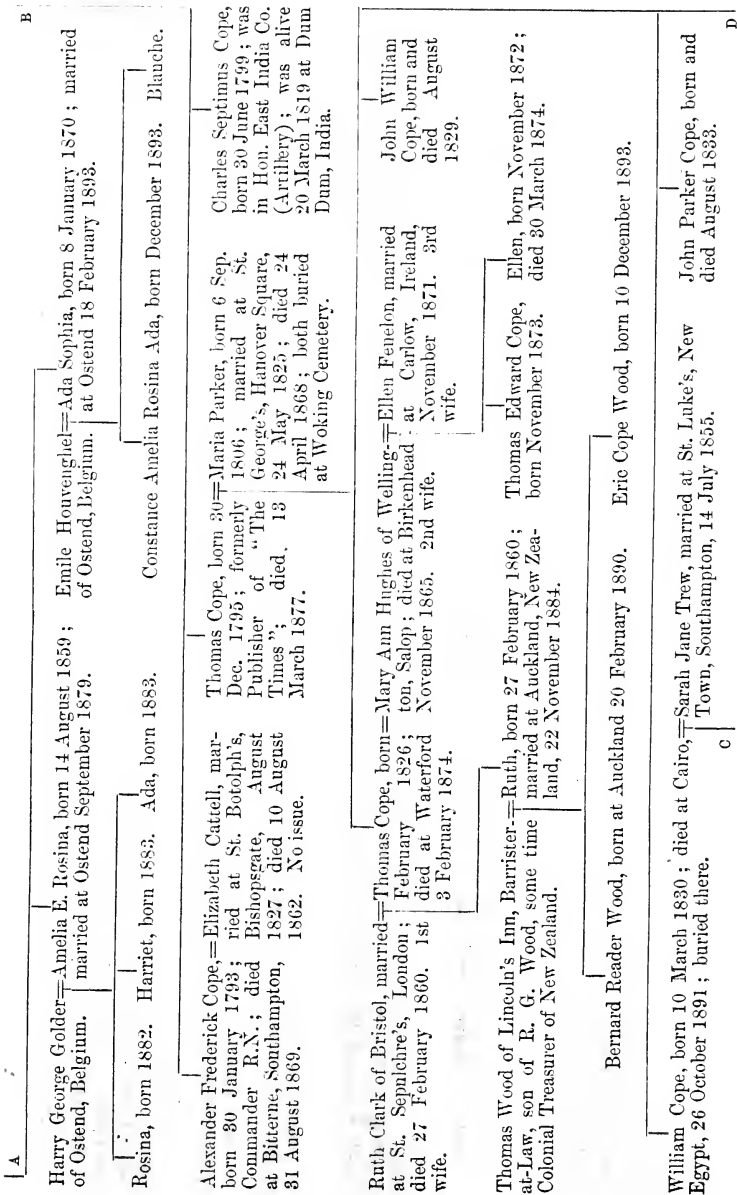 A
B
Harry George Golder=Amelia E. Rosina, born 14 August 1859 ;
of Ostend, Belgium. married at Ostend September 1879.
Emile Houvenghel=Ada Sophia, born 8 January 1870 ; married
of Ostend, Belgium. at Ostend 18 February 1893.
Rosina, born 1882. Harriet, born 1883. Ada, born 1883.
Constance Amelia Rosina Ada, born December 1893. Blauche.
Alexander Frederick Cope,=Elizabeth Cattell, mar-
born 30 January 1793; ried at St. Botolph's,
Commander R.N.; died Bishopsgate, August
at Bitterne, Southampton, 1827 ; died 10 August
31 August 1869. 1862. No issue.
Thomas Cope, born 30=Maria Parker, born 6 Sep.
Dec. 1795; formerly 1806 ; married at St.
Publisher of "The George's, Hanover Square,
Times"; died. 13 24 May 1825 ; died 24
March 1877. April 1868 ; both buried
at Woking Cemetery.
Charles Septimus Cope,
born 30 June 1799 ; was
in Hon. East India Co.
(Artillery) ; was alive
20 March 1819 at Dum
Dum, India.
Ruth Clark of Bristol, married=Thomas Cope, born=Mary Ann Hughes of Welling-=Ellen Fenelon, married
at St. Sepulchre's, London ; February 1826 ; ton, Salop ; died at Birkenhead at Carlow, Ireland,
died 27 February 1860. 1st died at Waterford November 1865. 2nd wife. November 1871. 3rd
wife. 3 February 1874. wife.
John William
Cope, born and
died August
1829.
Thomas Wood of Lincoln's Inn, Barrister-=Ruth, born 27 February 1860 ;
at-Law, son of R. G. Wood, some time married at Auckland, New Zea-
Colonial Treasurer of New Zealand. land, 22 November 1884.
Thomas Edward Cope,
born November 1873.
Ellen, born November 1872 ;
died 30 March 1874.
Bernard Reader Wood, born at Auckland 20 February 1890. Eric Cope Wood, born 10 December 1893.
William Cope, born 10 March 1830 ; died at Cairo,=Sarah Jane Trew, married at St. Luke's, New
Egypt, 26 October 1891 ; buried there. Town, Southampton, 14 July 1855.
John Parker Cope, born and
died August 1833.
C
D